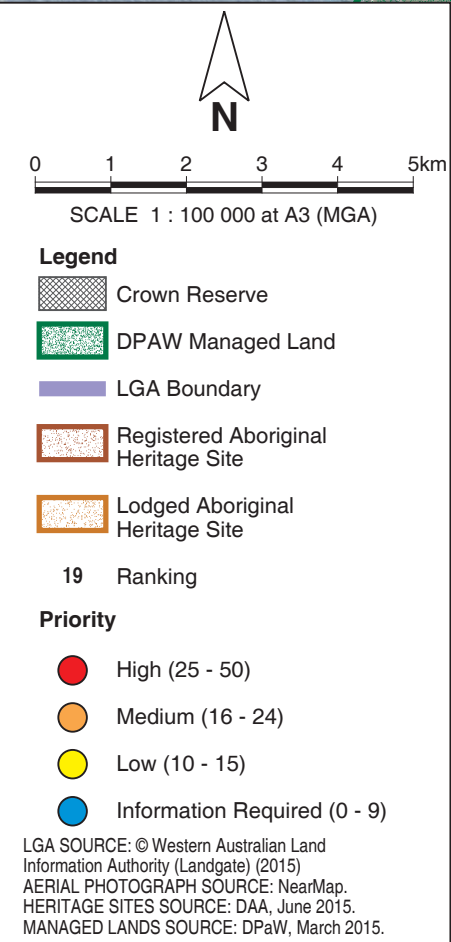 N
0 1 2 3 4 5km
SCALE 1 : 100 000 at A3 (MGA)
Legend
Crown Reserve
DPAW Managed Land
LGA Boundary
Registered Aboriginal
Heritage Site
Lodged Aboriginal
Heritage Site
19 Ranking
Priority
High (25 - 50)
Medium (16 - 24)
Low (10 - 15)
Information Required (0 - 9)
LGA SOURCE: © Western Australian Land
Information Authority (Landgate) (2015)
AERIAL PHOTOGRAPH SOURCE: NearMap.
HERITAGE SITES SOURCE: DAA, June 2015.
MANAGED LANDS SOURCE: DPaW, March 2015.